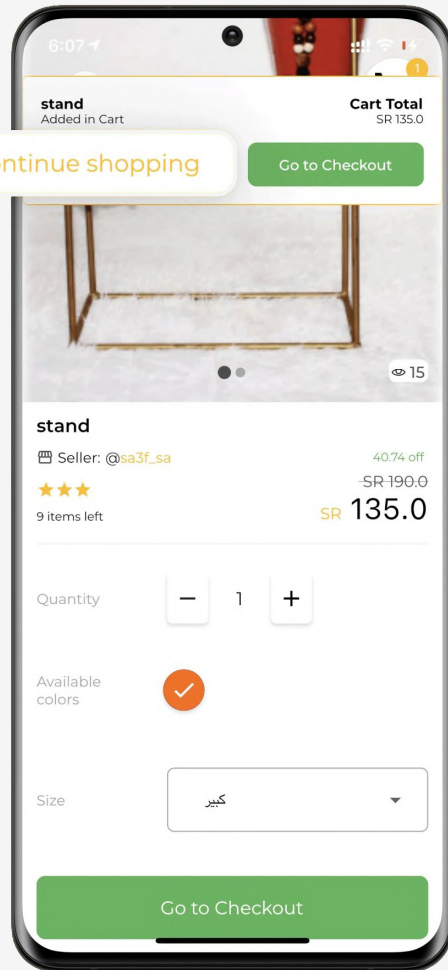 6:07
1
stand
Added in Cart
Cart Total
SR 135.0
ontinue shopping
Go to Checkout
15
stand
Seller: @sa3f_sa
40.74 off
SR 190.0
9 items left
SR 135.0
Quantity
1
Available
colors
Size
كبير
Go to Checkout